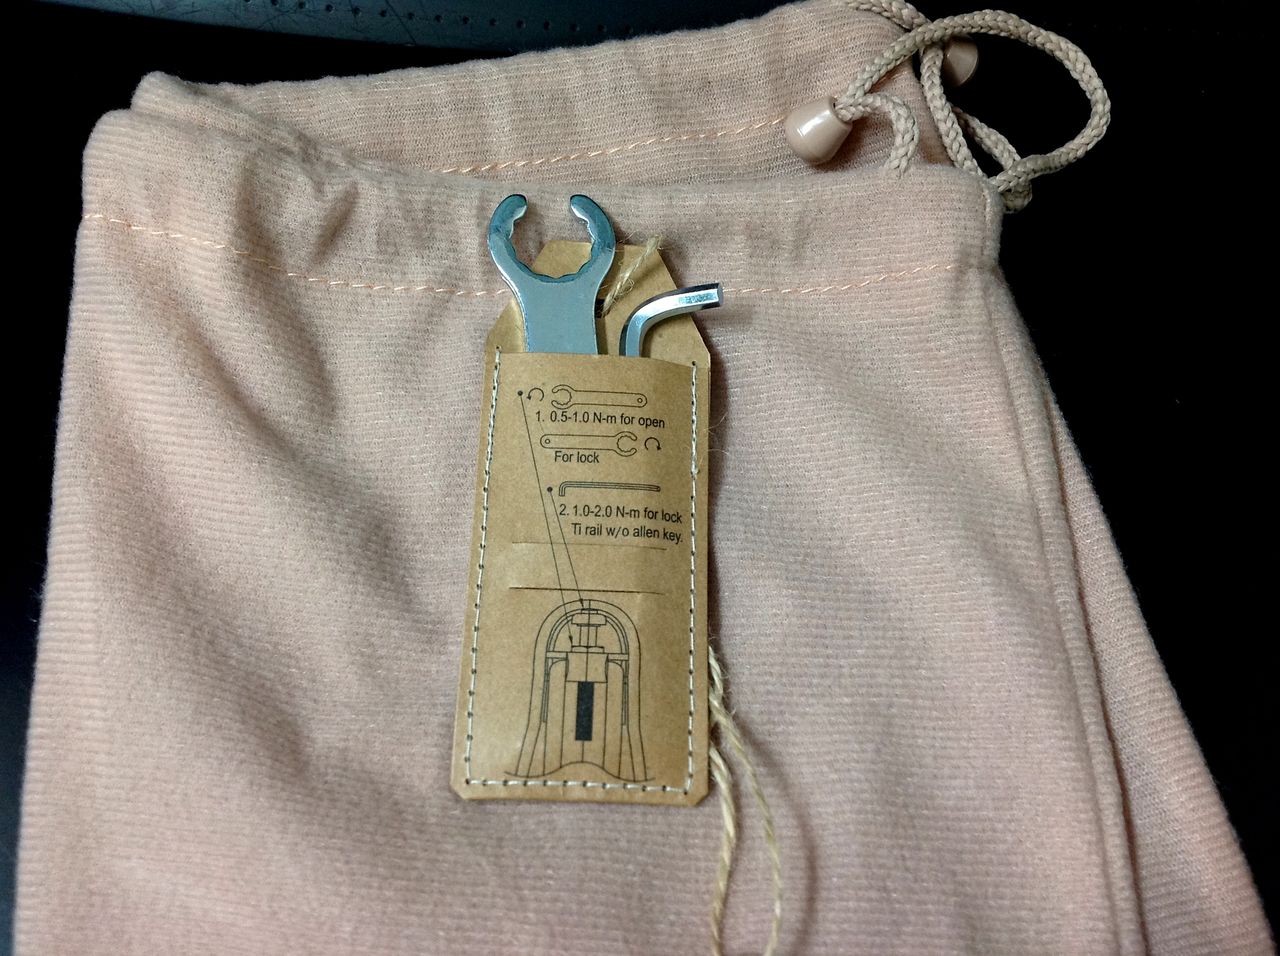 1. 0.5-1.0 N-m for open
For lock
2. 1.0-2.0 N-m for lock
Ti rail w/o allen key.